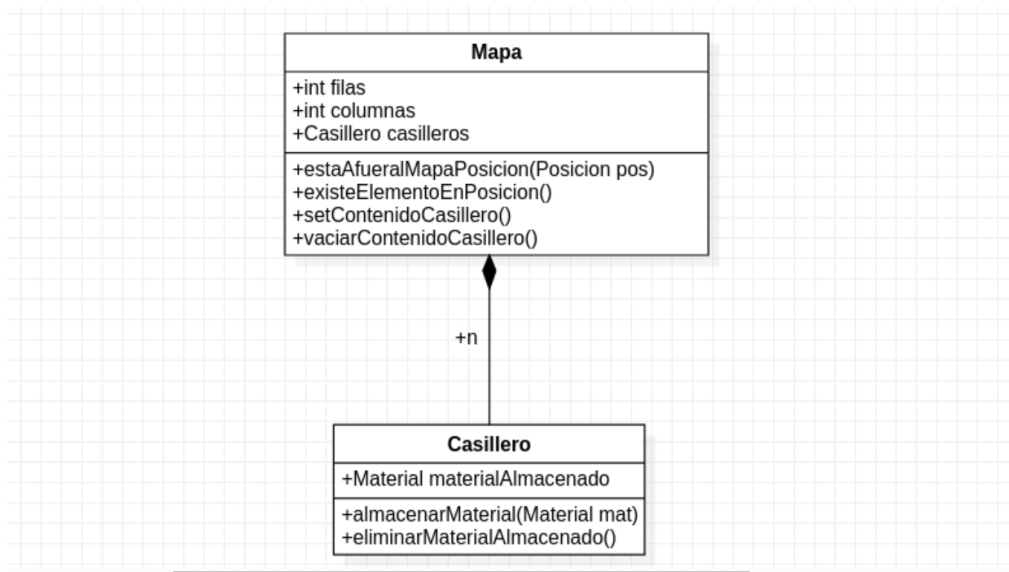 Mapa
+int filas
+int columnas
+Casillero casilleros
+estaAfueralMapaPosicion(Posicion pos)
+existeElementoEnPosicion()
+setContenidoCasillero()
+vaciarContenidoCasillero()
+n
Casillero
+Material materialAlmacenado
+almacenarMaterial(Material mat)
+eliminarMaterialAlmacenado()